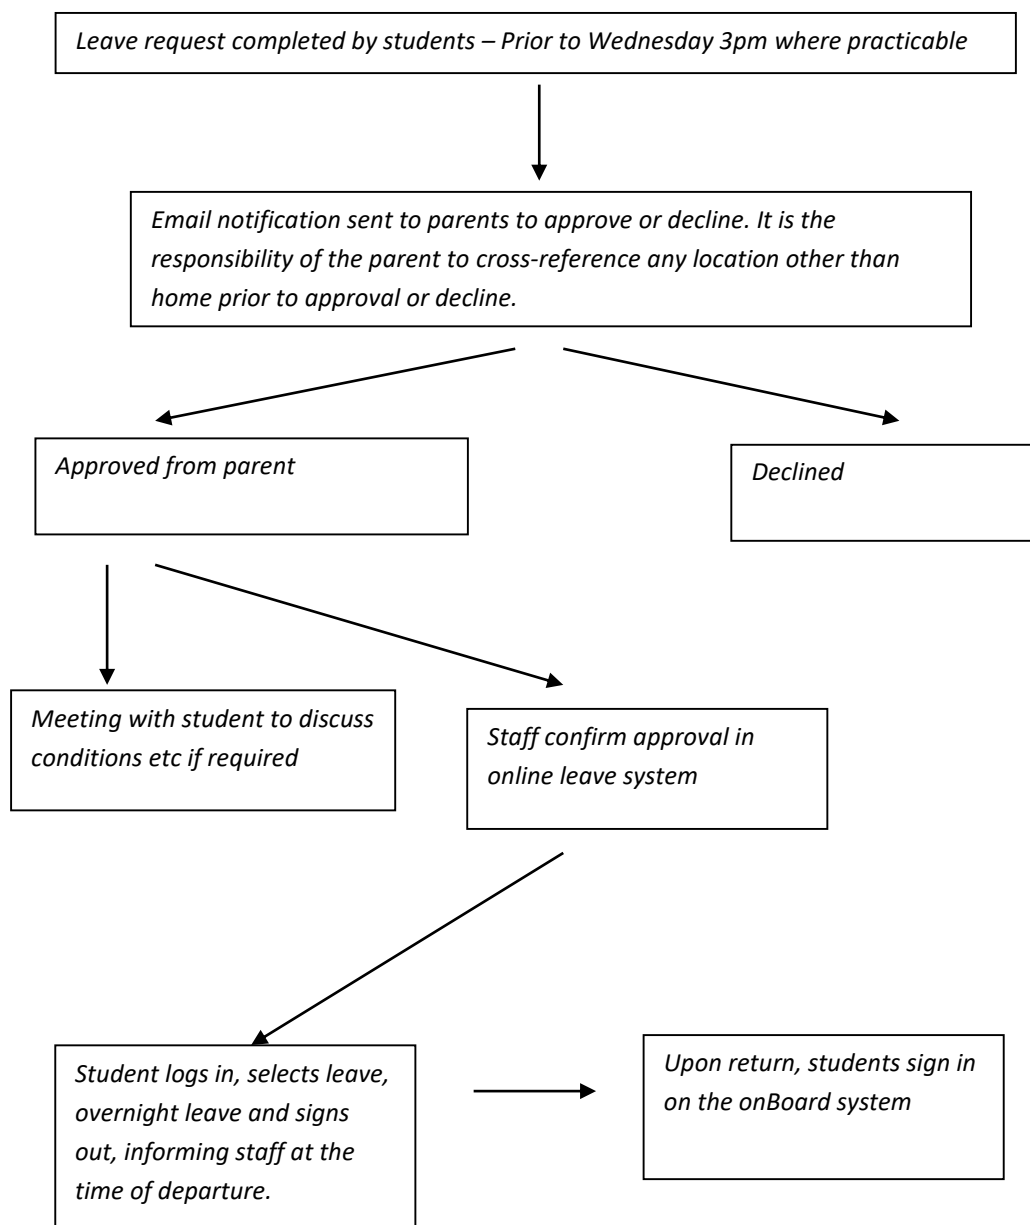 Leave request completed by students – Prior to Wednesday 3pm where practicable
Email notification sent to parents to approve or decline. It is the
responsibility of the parent to cross-reference any location other than
home prior to approval or decline.
Approved from parent
Declined
Meeting with student to discuss
conditions etc if required
Staff confirm approval in
online leave system
Student logs in, selects leave,
overnight leave and signs
out, informing staff at the
time of departure.
Upon return, students sign in
on the onBoard system